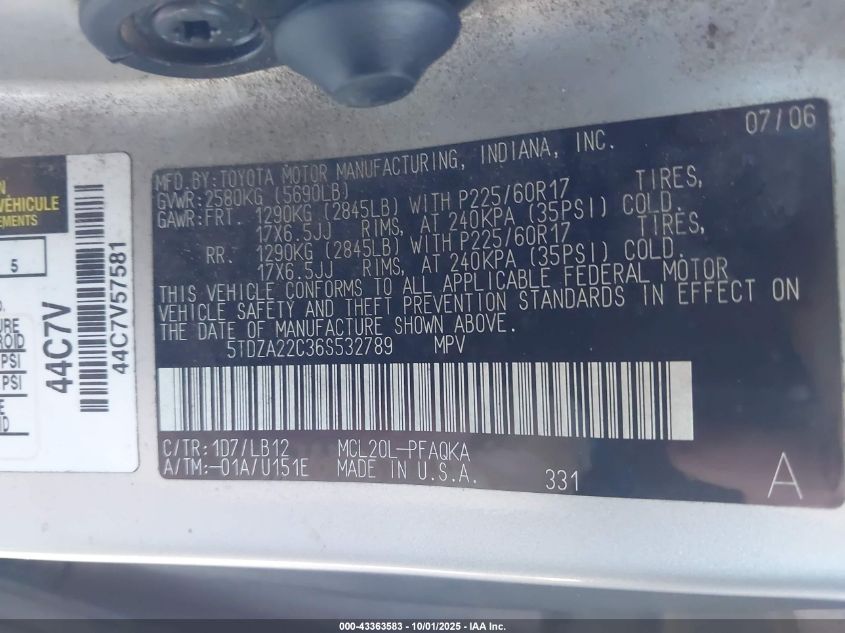 07/06
MFD BY:TOYOTA MOTOR MANUFACTURING, INDIANA, INC.
GVWR:2580KG (5690LB)
GAWR:FRT. 1290KG (2845LB) WITH P225/60R17 TIRES,
17X6.5JJ RIMS, AT 240KPA (35PSI) COLD.
RR. 1290KG (2845LB) WITH P225/60R17 TIRES,
17X6.5JJ RIMS, AT 240KPA (35PSI) COLD.
THIS VEHICLE CONFORMS TO ALL APPLICABLE FEDERAL MOTOR
VEHICLE SAFETY AND THEFT PREVENTION STANDARDS IN EFFECT ON
THE DATE OF MANUFACTURE SHOWN ABOVE.
5TDZA22C36S532789 MPV
C/TR:1D7/LB12 MCL20L-PFAQKA
A/TM:-01A/U151E MADE IN U.S.A. 331 A
VÉHICULE
5
PSI
PSI
44C7V
44C7V57581
000-43363583 - 10/01/2025 - IAA Inc.